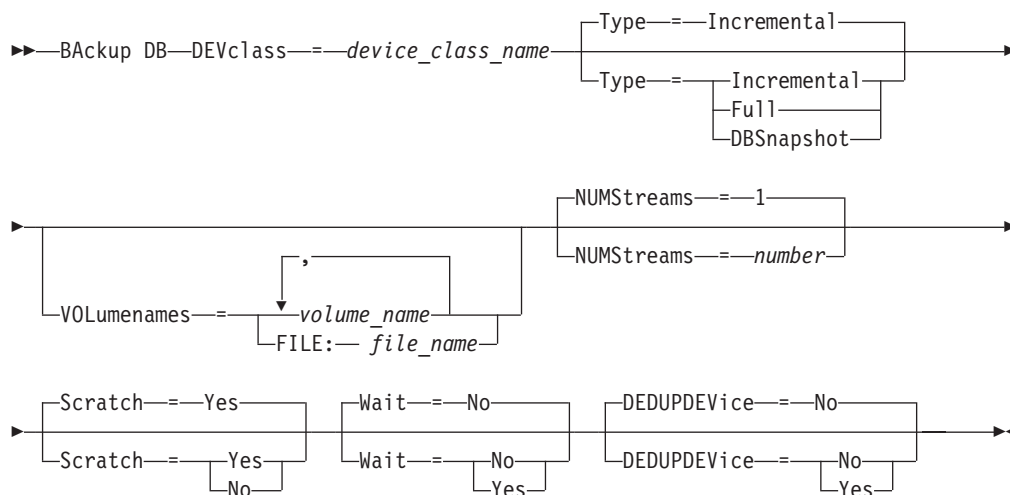 Type = Incremental
BAckup DB DEVclass = device_class_name
Type = Incremental
Full
DBSnapshot
NUMStreams = 1
NUMStreams = number
,
VOLumenames = volume_name
FILE: file_name
Scratch = Yes Wait = No DEDUPDEVice = No
Scratch = Yes Wait = No DEDUPDEVice = No
No Yes Yes